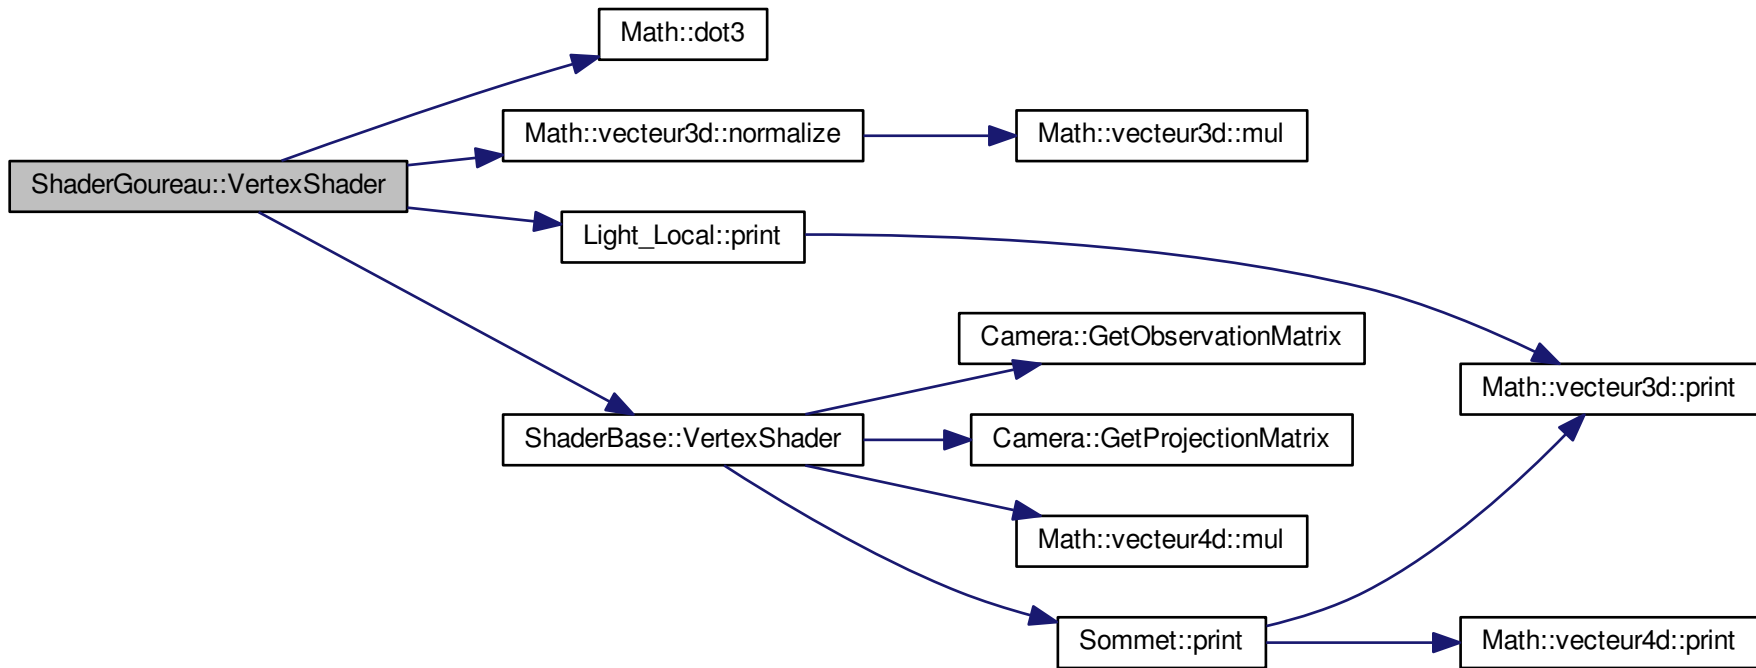 Math::dot3
Math::vecteur3d::normalize
Math::vecteur3d::mul
ShaderGoureau::VertexShader
Light_Local::print
Camera::GetObservationMatrix
Math::vecteur3d::print
ShaderBase::VertexShader
Camera::GetProjectionMatrix
Math::vecteur4d::mul
Sommet::print
Math::vecteur4d::print